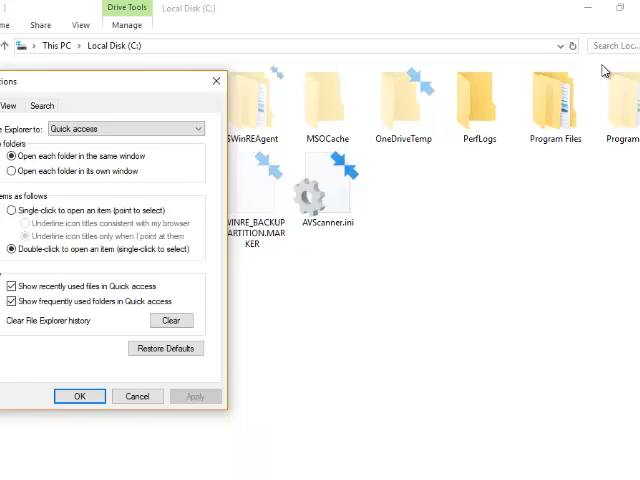 Drive Tools
Local Disk (C:)
me
Share
View
Manage
This PC > Local Disk (C:)
Search Loc...
ions
View
Search
e Explorer to:
Quick access
e folders
Open each folder in the same window
Open each folder in its own window
ems as follows
Single-click to open an item (point to select)
Underline icon titles consistent with my browser
Underline icon titles only when I point at them
Double-click to open an item (single-click to select)
Show recently used files in Quick access
Show frequently used folders in Quick access
Clear File Explorer history
Clear
Restore Defaults
OK
Cancel
Apply
SWinREAgent
MSOCache
OneDriveTemp
PerfLogs
Program Files
Program
WINRE_BACKUP
ARTITION.MAR
KER
AVScanner.ini